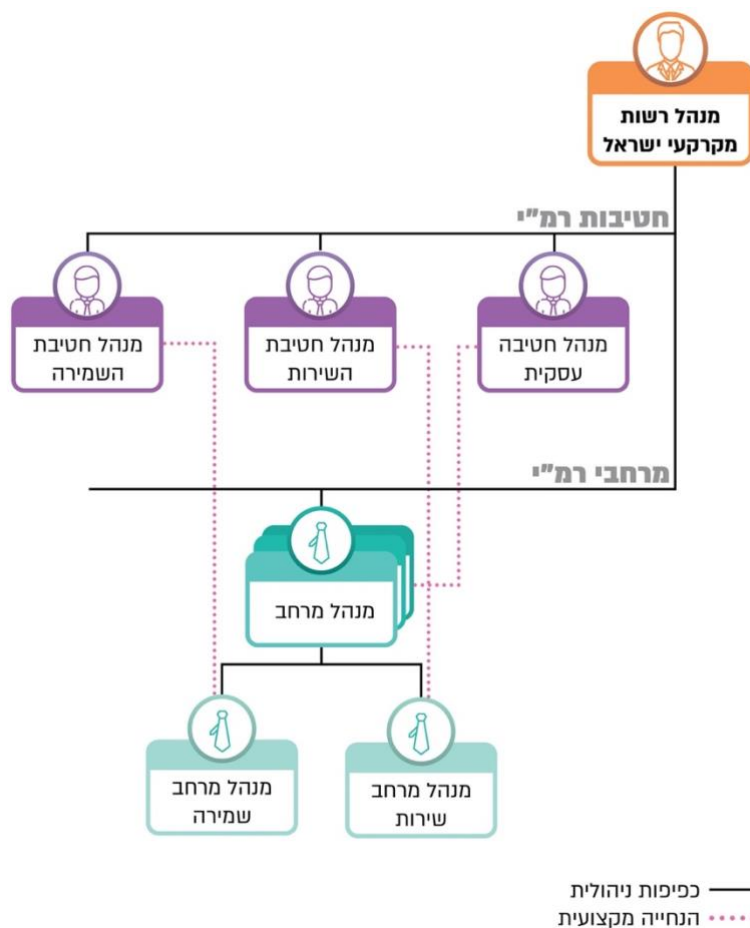 מנהל רשות
מקרקעי ישראל
חטיבות רמ"י
מנהל חטיבה
עסקית
מנהל חטיבת
השירות
מנהל חטיבת
השמירה
מרחבי רמ"י
מנהל מרחב
מנהל מרחב
שירות
מנהל מרחב
שמירה
כפיפות ניהולית
הנחייה מקצועית